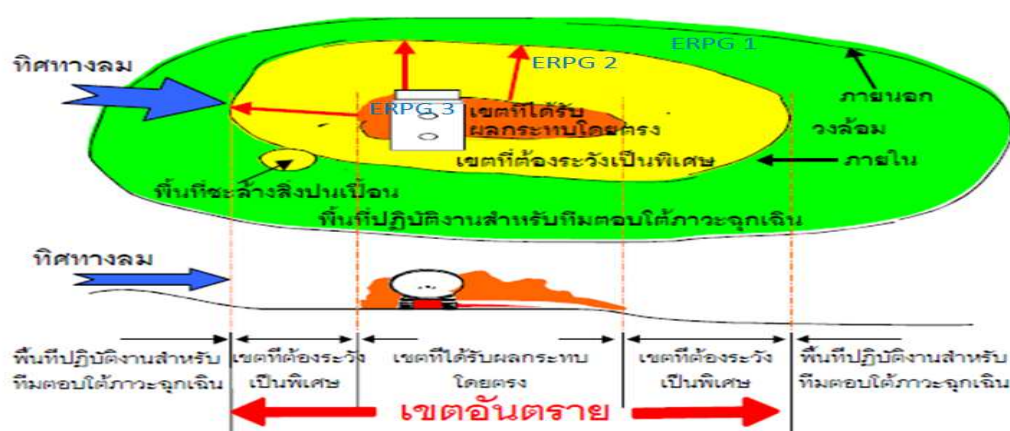 ERPG 1
ทิศทางลม
ERPG 2
ภายนอก
ERPG 3
เขตที่ได้รับ
ผลกระทบโดยตรง
วงล้อม
เขตที่ต้องระวังเป็นพิเศษ
ภายใน
พื้นที่ชะล้างสิ่งปนเปื้อน
พื้นที่ปฏิบัติงานสำหรับทีมตอบโต้ภาวะฉุกเฉิน
ทิศทางลม
พื้นที่ปฏิบัติงานสำหรับ
ทีมตอบโต้ภาวะฉุกเฉิน
เขตที่ต้องระวัง
เป็นพิเศษ
เขตที่ได้รับผลกระทบ
โดยตรง
เขตที่ต้องระวัง
เป็นพิเศษ
พื้นที่ปฏิบัติงานสำหรับ
ทีมตอบโต้ภาวะฉุกเฉิน
เขตอันตราย